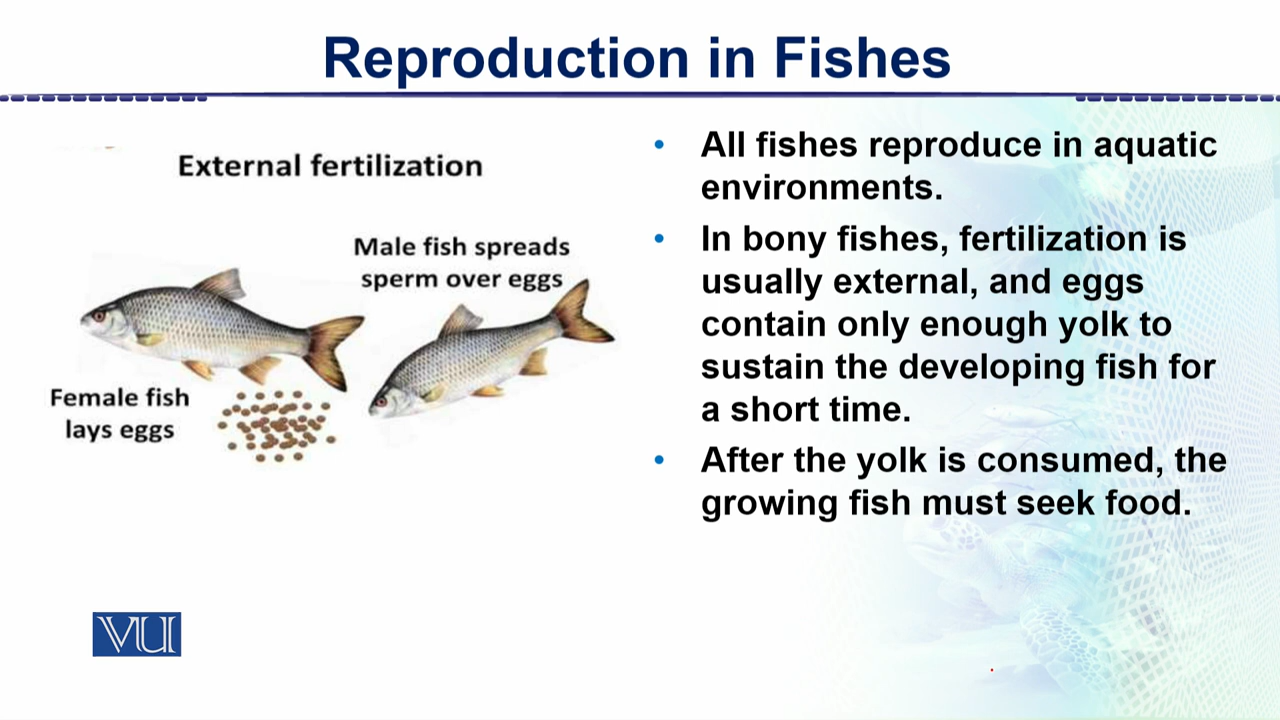 Reproduction in Fishes
External fertilization
Male fish spreads
sperm over eggs
Female fish
lays eggs
• All fishes reproduce in aquatic
environments.
• In bony fishes, fertilization is
usually external, and eggs
contain only enough yolk to
sustain the developing fish for
a short time.
• After the yolk is consumed, the
growing fish must seek food.
VU